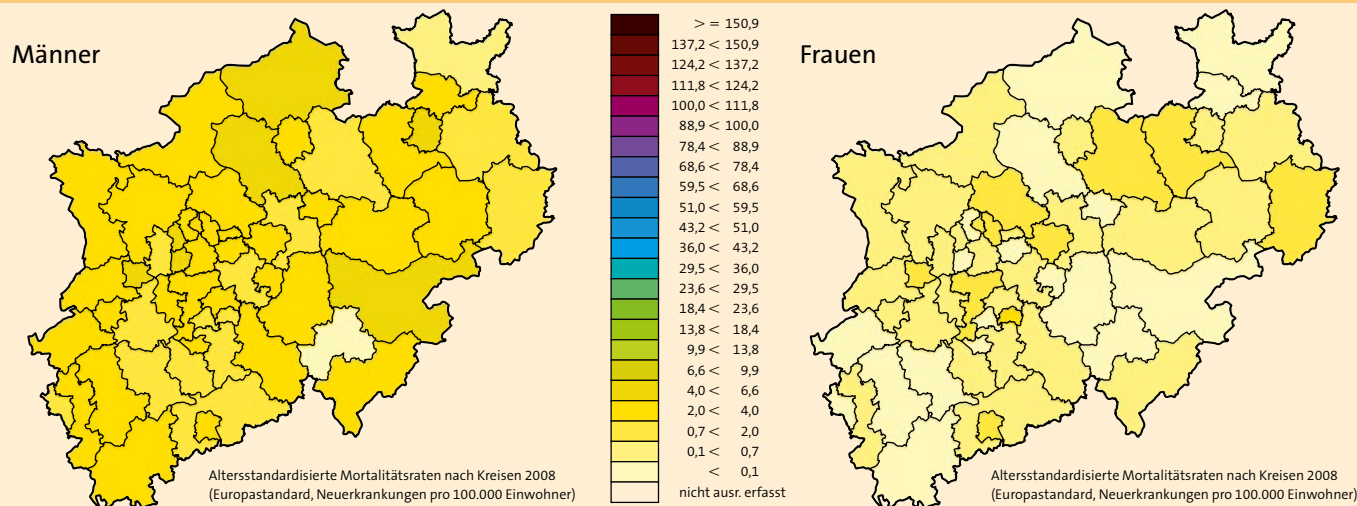 Männer
> = 150,9
137,2 < 150,9
124,2 < 137,2
111,8 < 124,2
100,0 < 111,8
88,9 < 100,0
78,4 < 88,9
68,6 < 78,4
59,5 < 68,6
51,0 < 59,5
43,2 < 51,0
36,0 < 43,2
29,5 < 36,0
23,6 < 29,5
18,4 < 23,6
13,8 < 18,4
9,9 < 13,8
6,6 < 9,9
4,0 < 6,6
2,0 < 4,0
0,7 < 2,0
0,1 < 0,7
< 0,1
nicht ausr. erfasst
Altersstandardisierte Mortalitätsraten nach Kreisen 2008
(Europastandard, Neuerkrankungen pro 100.000 Einwohner)
Frauen
Altersstandardisierte Mortalitätsraten nach Kreisen 2008
(Europastandard, Neuerkrankungen pro 100.000 Einwohner)